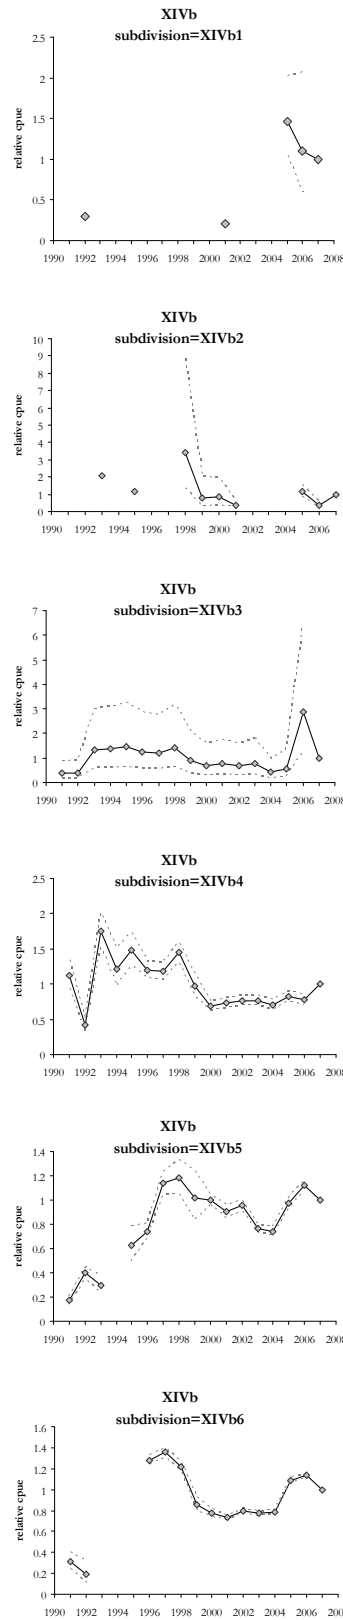 XIVb
subdivision=XIVb1
2.5
2
1.5
1
0.5
0
relative cpue
1990 1992 1994 1996 1998 2000 2002 2004 2006 2008
XIVb
subdivision=XIVb2
10
9
8
7
6
5
4
3
2
1
0
relative cpue
1990 1992 1994 1996 1998 2000 2002 2004 2006
XIVb
subdivision=XIVb3
7
6
5
4
3
2
1
0
relative cpue
1990 1992 1994 1996 1998 2000 2002 2004 2006 2008
XIVb
subdivision=XIVb4
2.5
2
1.5
1
0.5
0
relative cpue
1990 1992 1994 1996 1998 2000 2002 2004 2006 2008
XIVb
subdivision=XIVb5
1.4
1.2
1
0.8
0.6
0.4
0.2
0
relative cpue
1990 1992 1994 1996 1998 2000 2002 2004 2006 2008
XIVb
subdivision=XIVb6
1.6
1.4
1.2
1
0.8
0.6
0.4
0.2
0
relative cpue
1990 1992 1994 1996 1998 2000 2002 2004 2006 2008